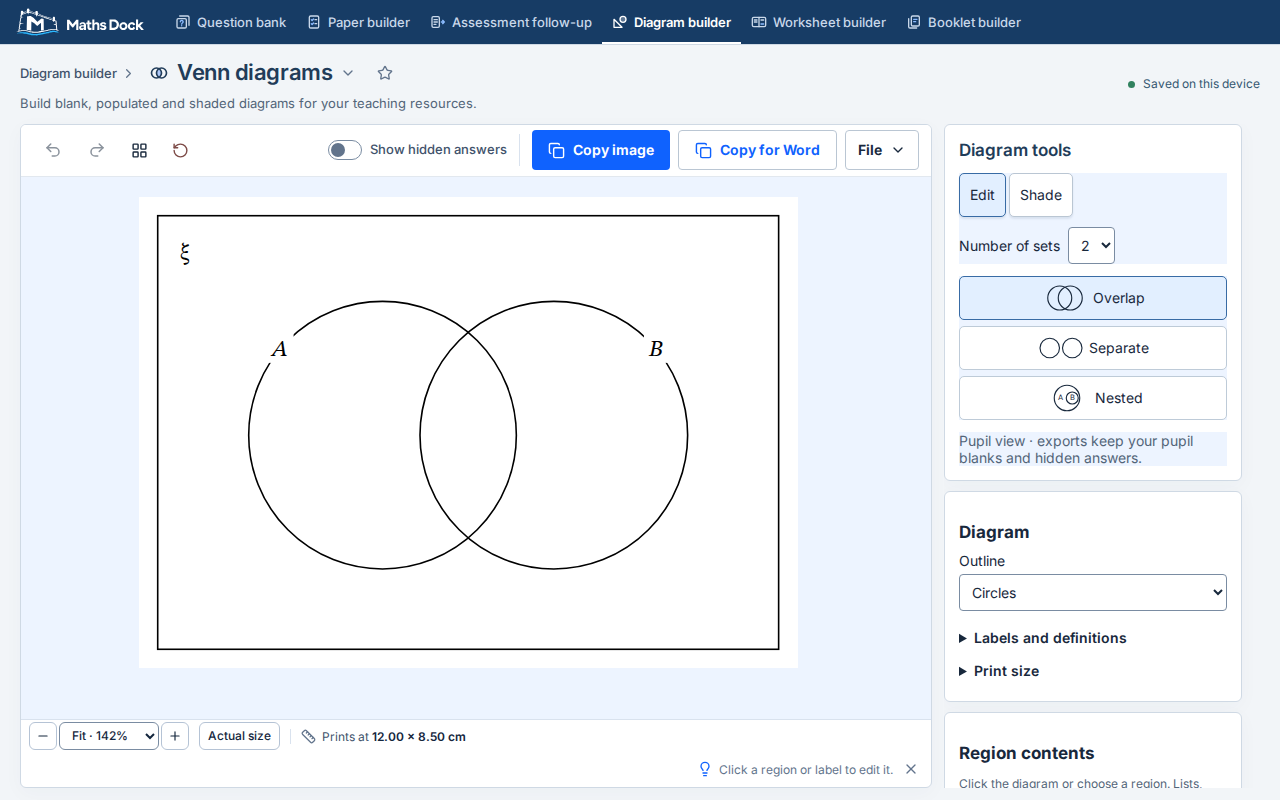 Maths Dock
Question bank
Paper builder
Assessment follow-up
Diagram builder
Worksheet builder
Booklet builder
Diagram builder
Venn diagrams
Build blank, populated and shaded diagrams for your teaching resources.
Saved on this device
Show hidden answers
Copy image
Copy for Word
File
ξ
A
B
Fit · 142%
Actual size
Prints at 12.00 × 8.50 cm
Click a region or label to edit it.
Diagram tools
Edit
Shade
Number of sets
2
Overlap
Separate
A B
Nested
Pupil view · exports keep your pupil
blanks and hidden answers.
Diagram
Outline
Circles
Labels and definitions
Print size
Region contents
Click the diagram or choose a region. Lists,